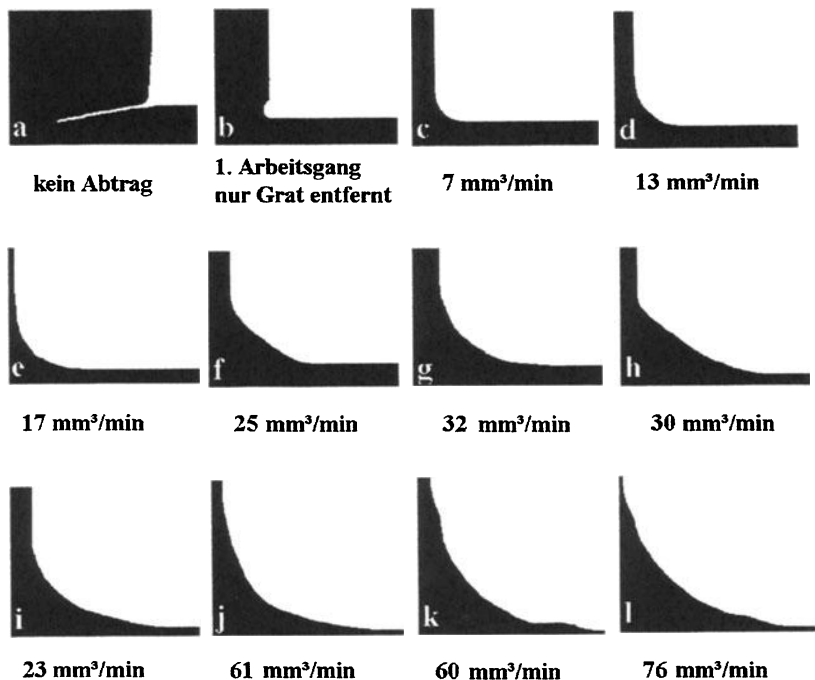 a
b
c
d
kein Abtrag
1. Arbeitsgang
nur Grat entfernt
7 mm³/min
13 mm³/min
e
f
g
h
17 mm³/min
25 mm³/min
32 mm³/min
30 mm³/min
i
j
k
l
23 mm³/min
61 mm³/min
60 mm³/min
76 mm³/min